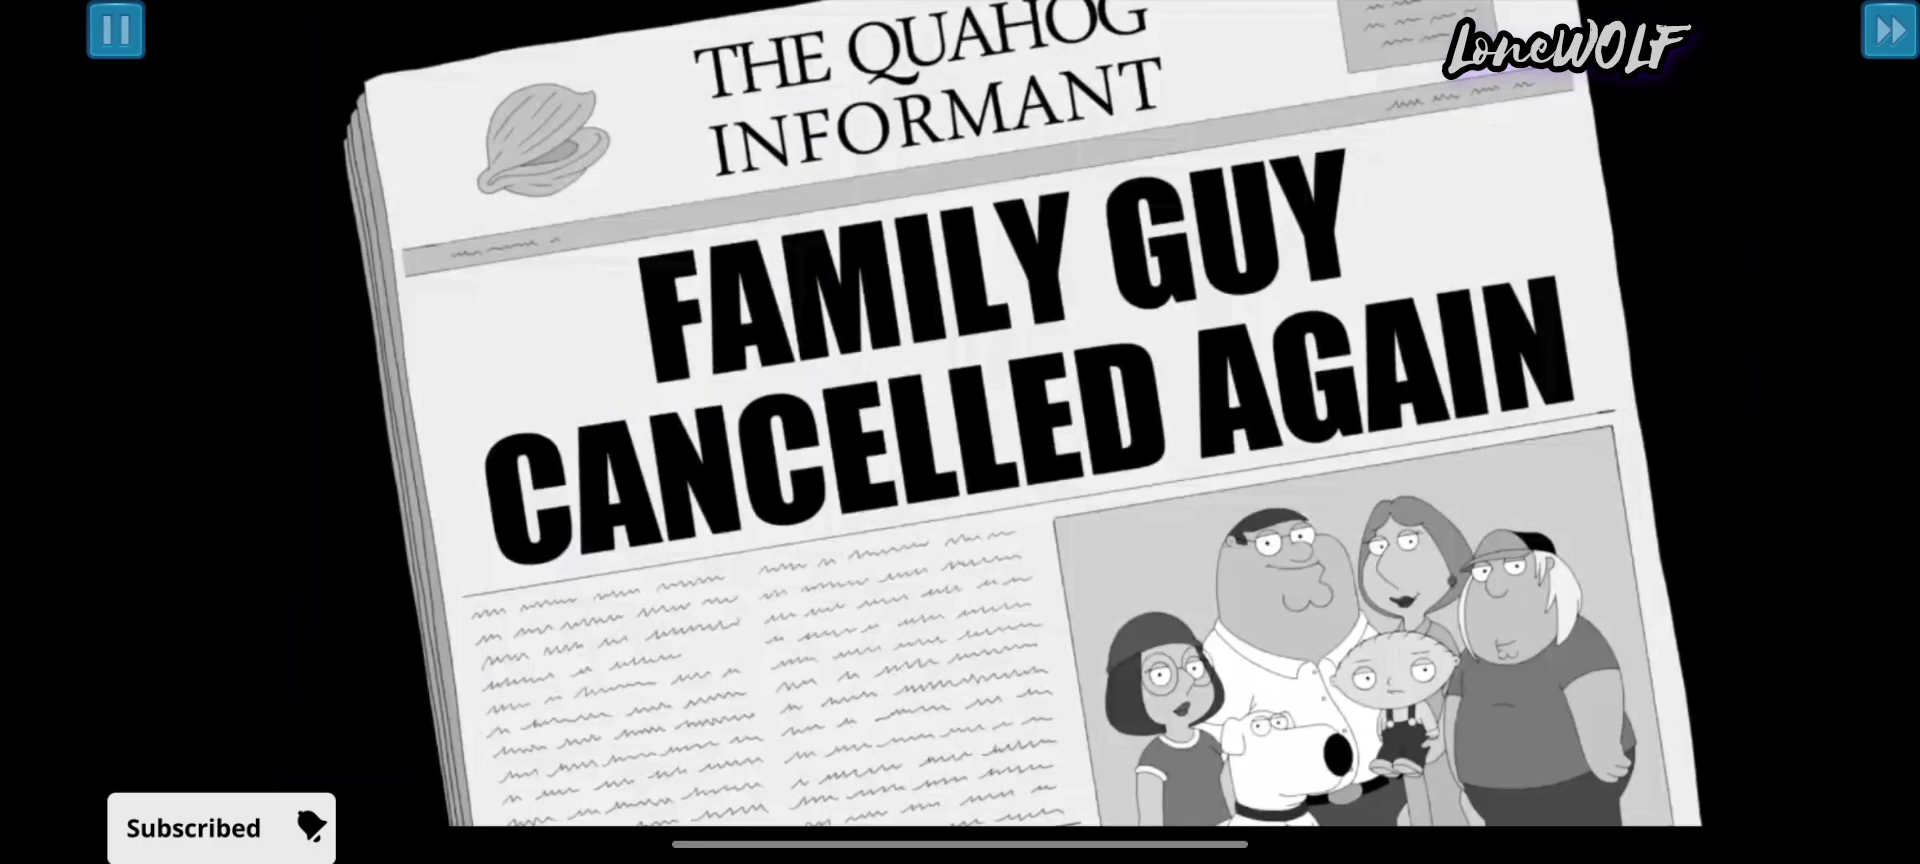 THE QUAHOG
INFORMANT
LoneWOLF
FAMILY GUY
CANCELLED AGAIN
Subscribed